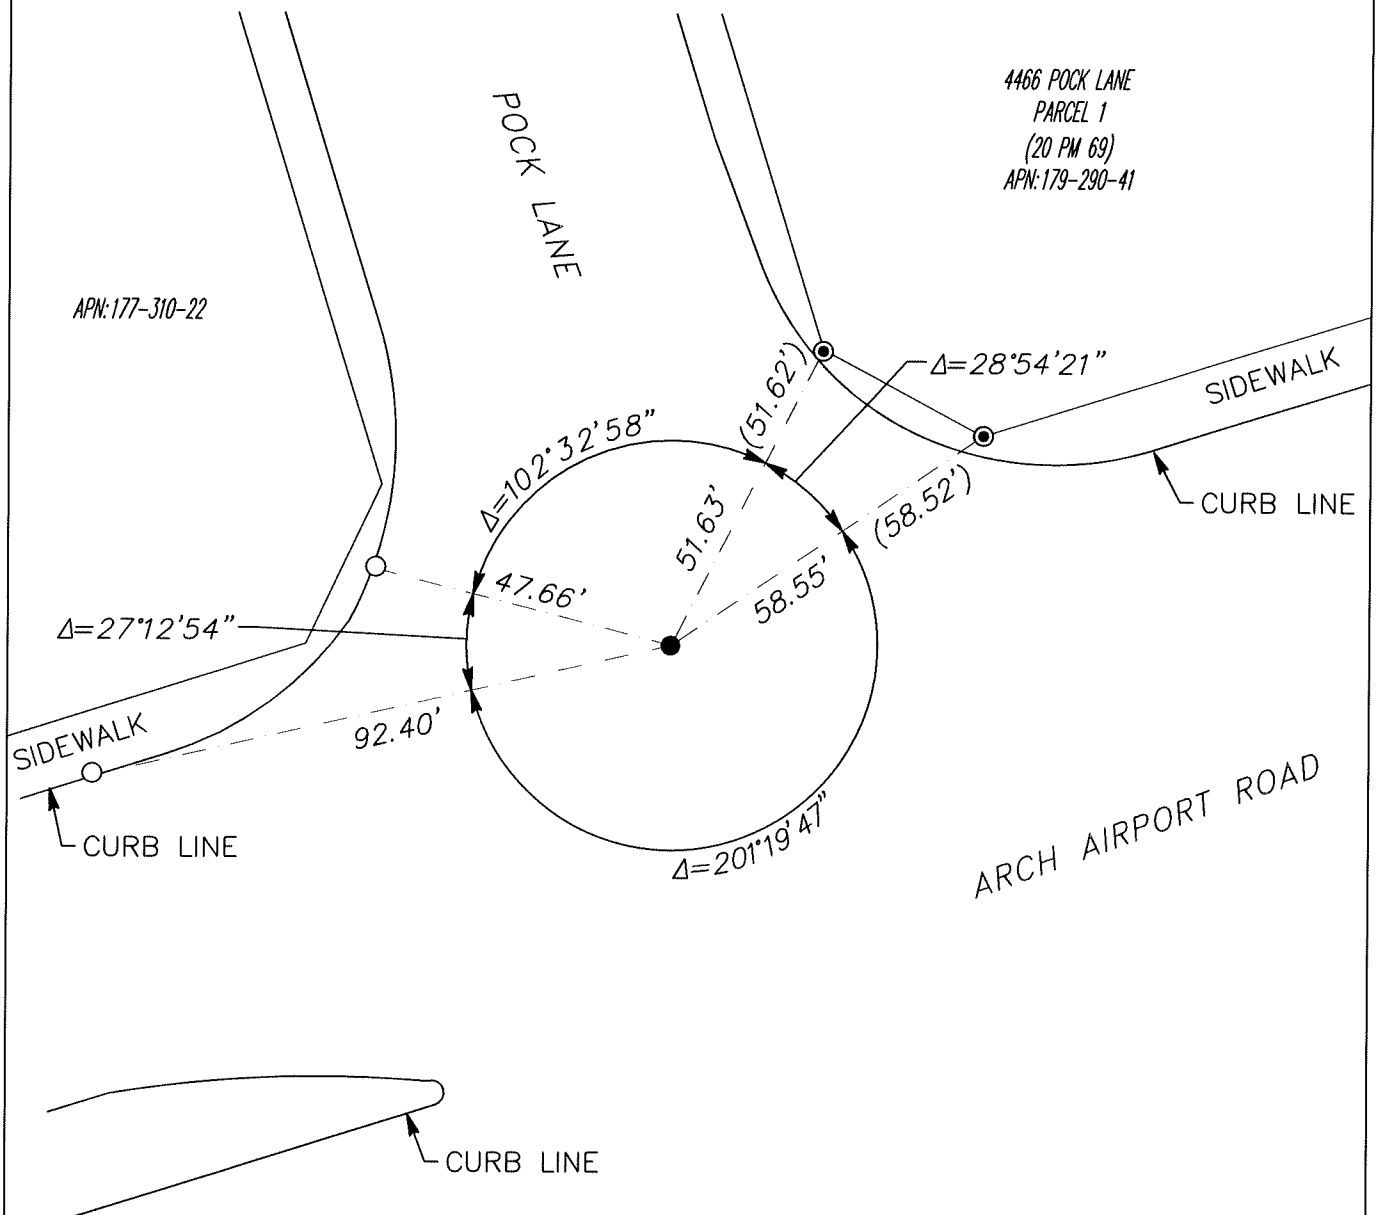 4466 POCK LANE
PARCEL 1
(20 PM 69)
APN:179-290-41
POCK LANE
APN:177-310-22
(51.62')
Δ=28°54'21"
SIDEWALK
Δ=102°32'58"
CURB LINE
(58.52')
51.63'
58.55'
47.66'
Δ=27°12'54"
92.40'
SIDEWALK
CURB LINE
Δ=201°19'47"
ARCH AIRPORT ROAD
CURB LINE